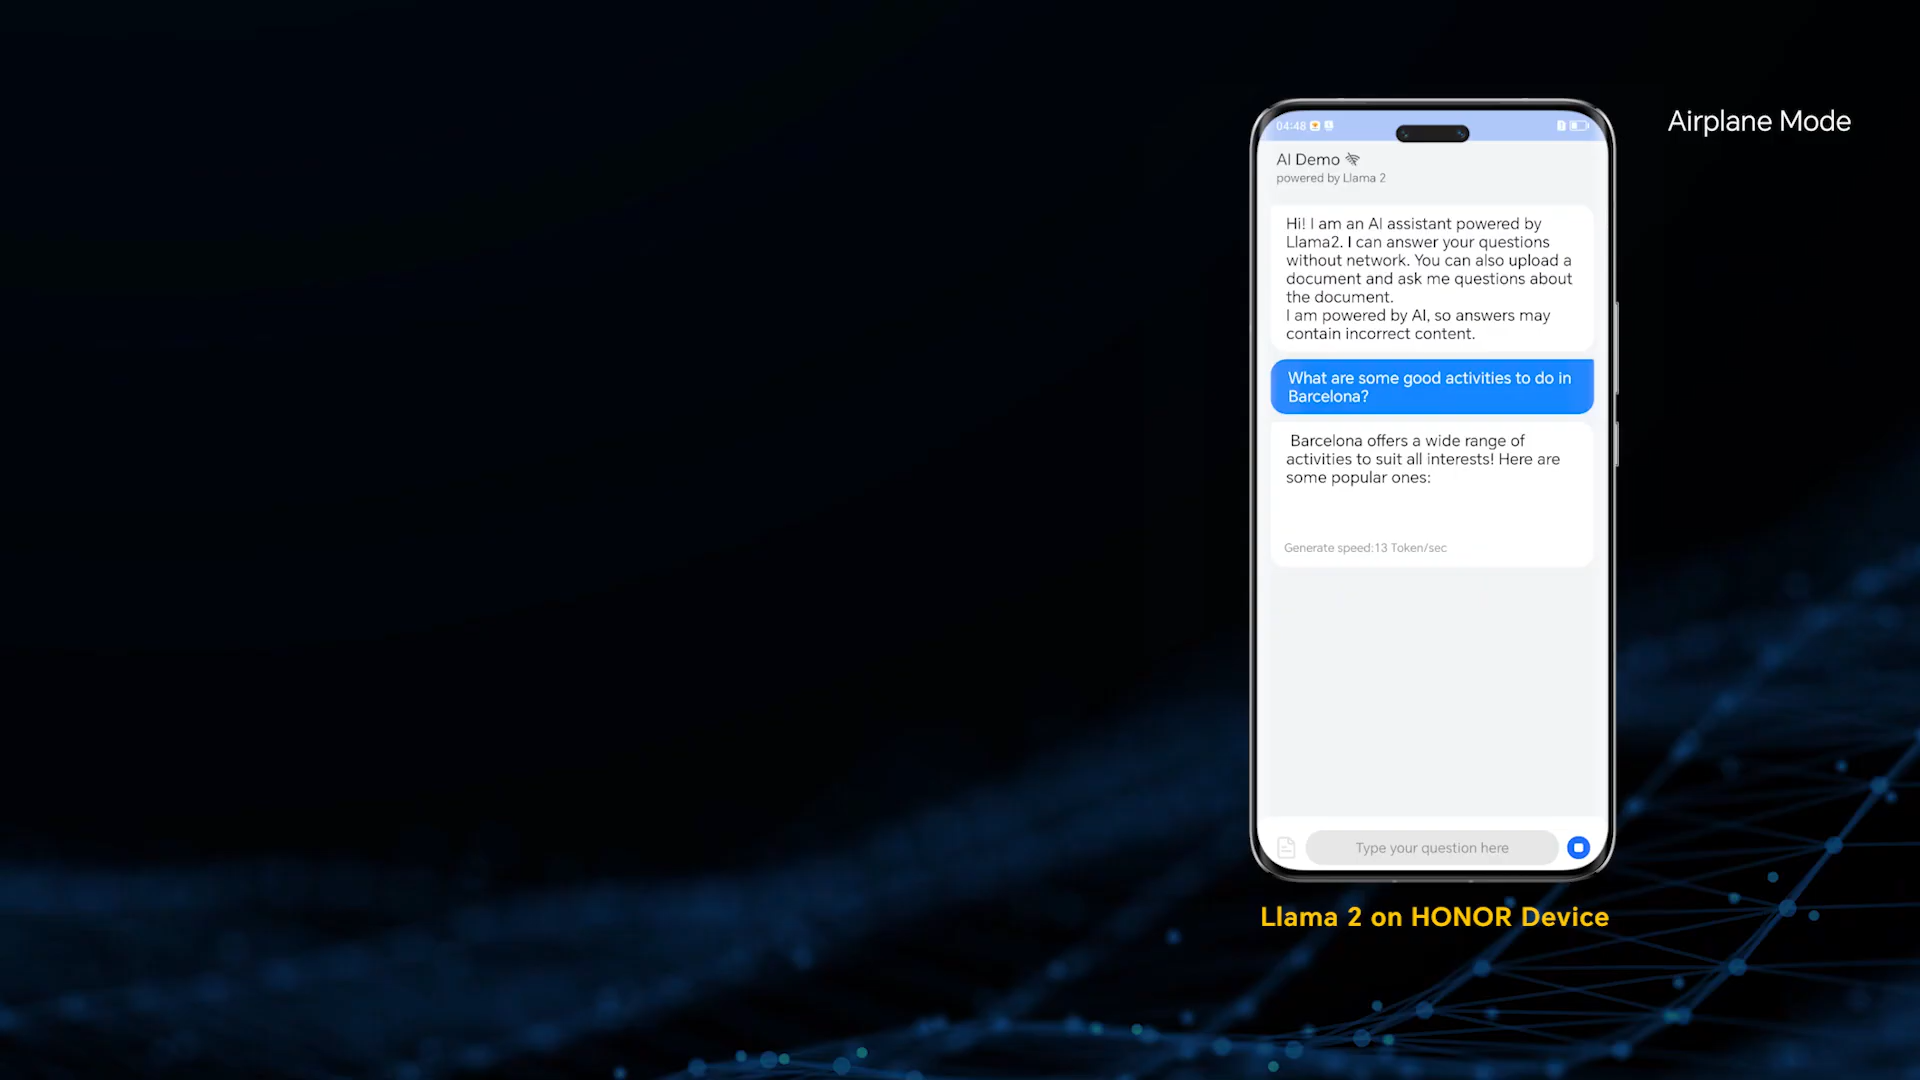 Airplane Mode
04:48
AI Demo
powered by Llama 2
Hi! I am an AI assistant powered by
Llama2. I can answer your questions
without network. You can also upload a
document and ask me questions about
the document.
I am powered by AI, so answers may
contain incorrect content.
What are some good activities to do in
Barcelona?
Barcelona offers a wide range of
activities to suit all interests! Here are
some popular ones:
Generate speed:13 Token/sec
Type your question here
Llama 2 on HONOR Device